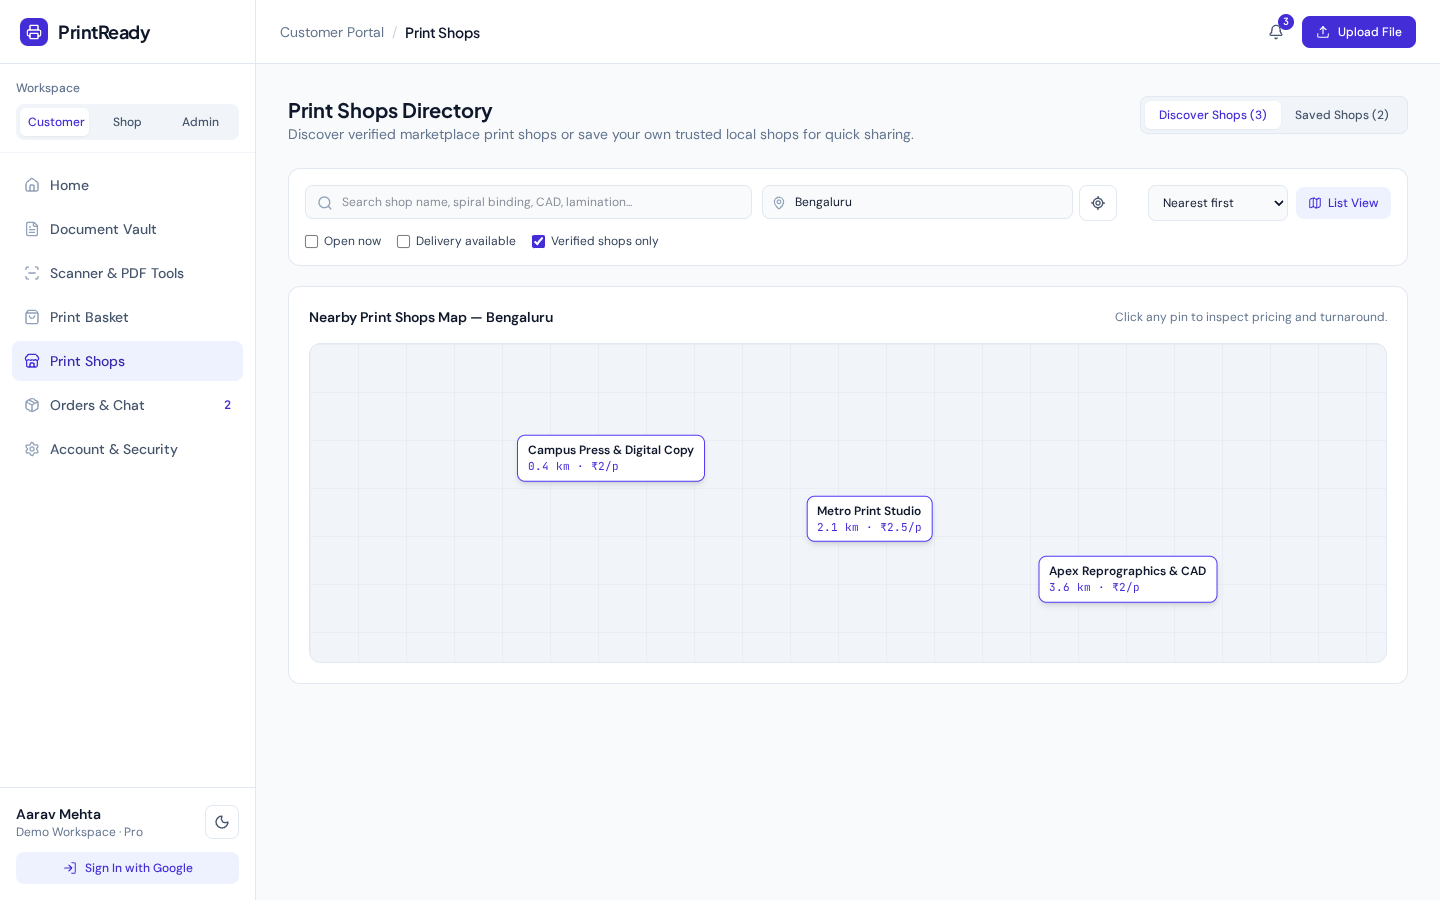 PrintReady
Customer Portal / Print Shops
3
Upload File
Workspace
Customer
Shop
Admin
Home
Document Vault
Scanner & PDF Tools
Print Basket
Print Shops
Orders & Chat
2
Account & Security
Aarav Mehta
Demo Workspace · Pro
Sign In with Google
Print Shops Directory
Discover verified marketplace print shops or save your own trusted local shops for quick sharing.
Discover Shops (3)
Saved Shops (2)
Search shop name, spiral binding, CAD, lamination...
Bengaluru
Nearest first
List View
Open now
Delivery available
Verified shops only
Nearby Print Shops Map — Bengaluru
Click any pin to inspect pricing and turnaround.
Campus Press & Digital Copy
0.4 km · ₹2/p
Metro Print Studio
2.1 km · ₹2.5/p
Apex Reprographics & CAD
3.6 km · ₹2/p